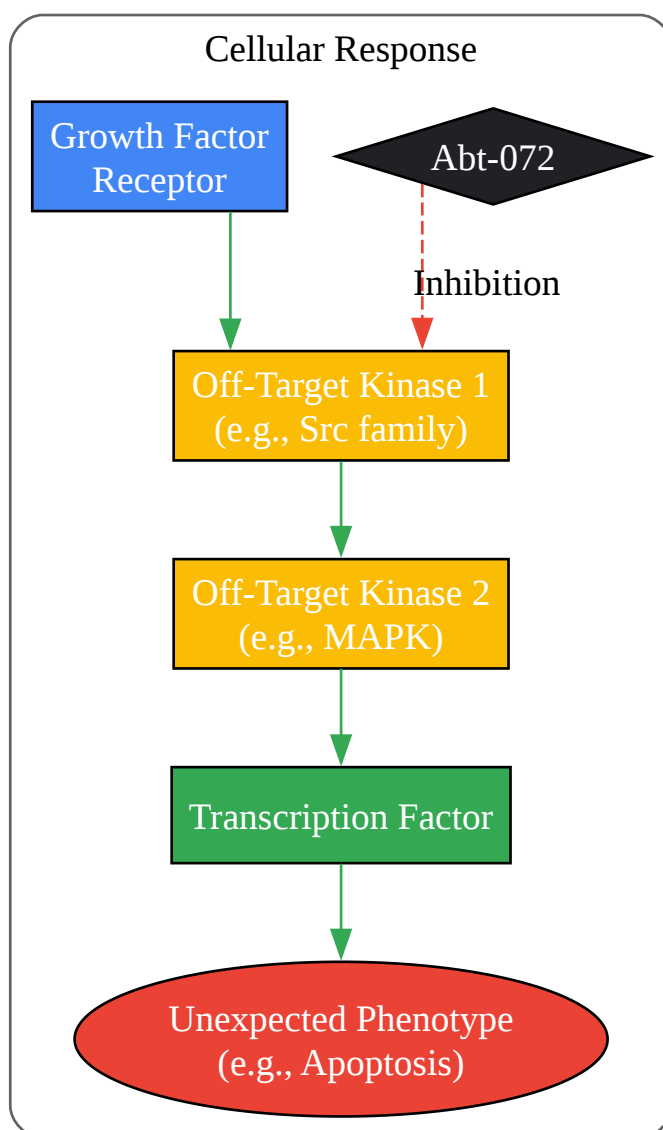 Cellular Response
Growth Factor
Receptor
Abt-072
Inhibition
Off-Target Kinase 1
(e.g., Src family)
Off-Target Kinase 2
(e.g., MAPK)
Transcription Factor
Unexpected Phenotype
(e.g., Apoptosis)